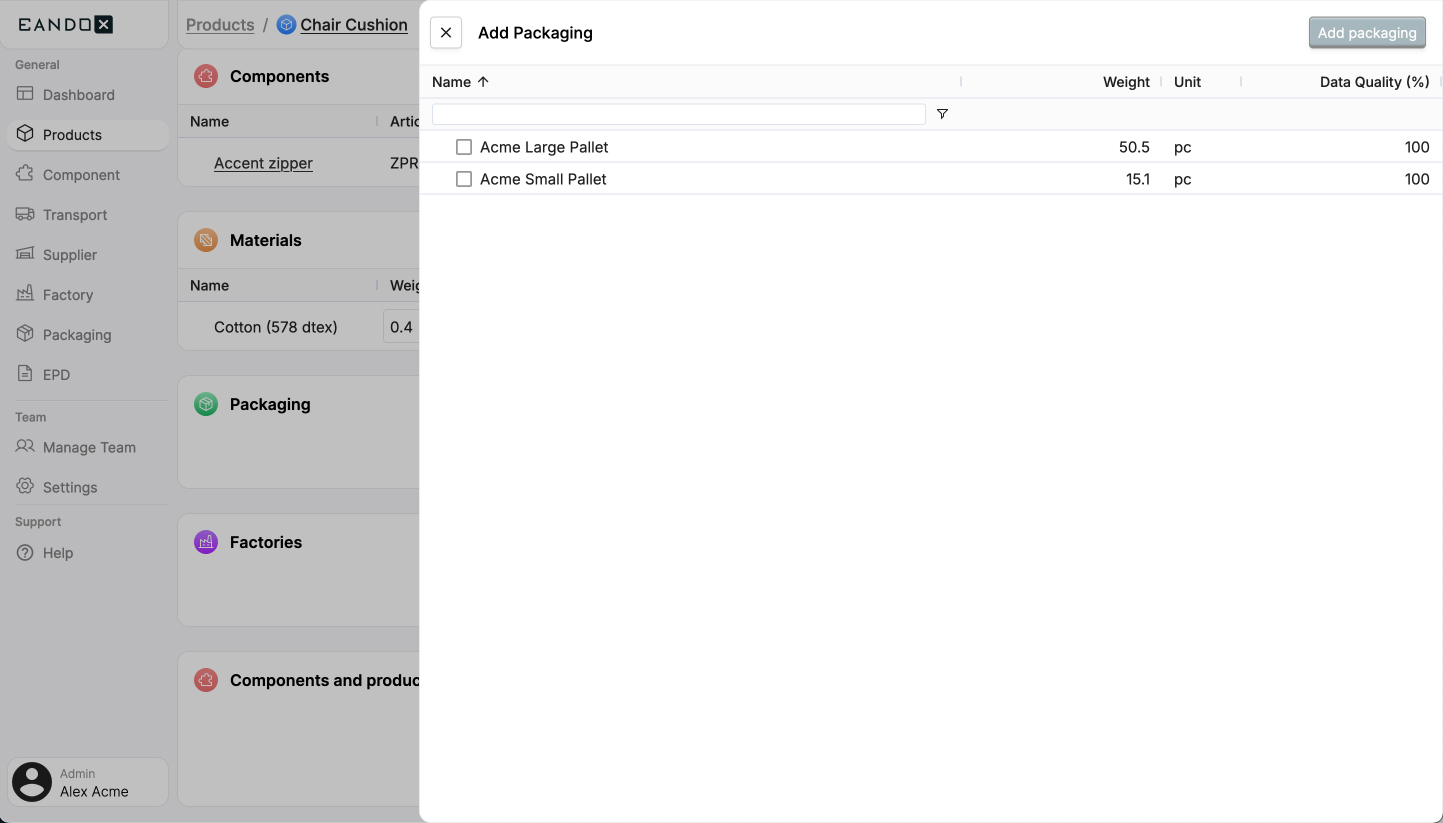 EANDOX
General
Dashboard
Products
Component
Transport
Supplier
Factory
Packaging
EPD
Team
Manage Team
Settings
Support
Help
Admin
Alex Acme
Products / Chair Cushion
Components
Name Artic
Accent zipper ZPR
Materials
Name Weig
Cotton (578 dtex) 0.4
Packaging
Factories
Components and produc
Add Packaging
Add packaging
Name Weight Unit Data Quality (%)
Acme Large Pallet 50.5 pc 100
Acme Small Pallet 15.1 pc 100